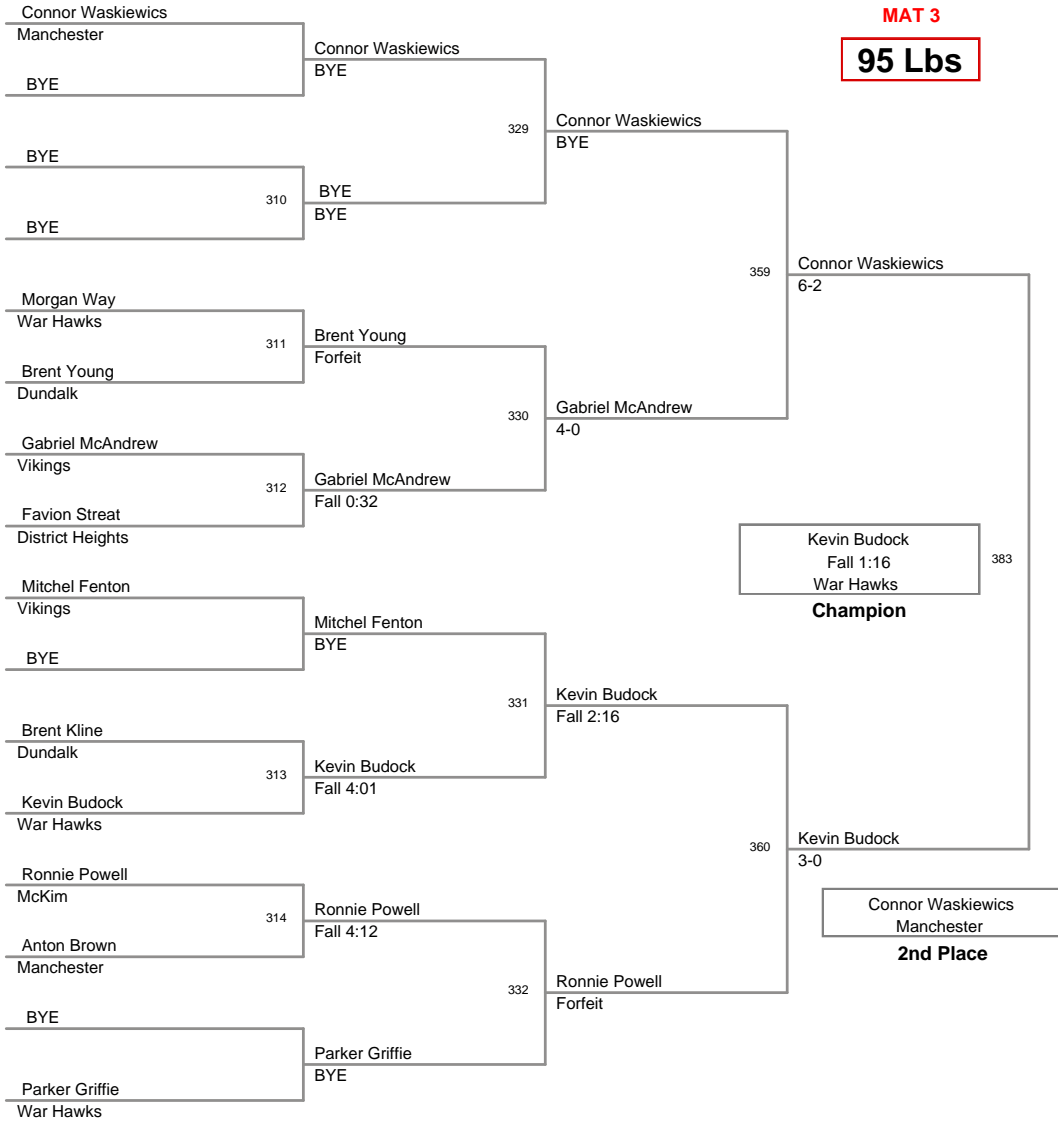 Connor Waskiewics
Manchester
BYE
BYE
BYE
Morgan Way
War Hawks
Brent Young
Dundalk
Gabriel McAndrew
Vikings
Favion Streat
District Heights
Mitchel Fenton
Vikings
BYE
Brent Kline
Dundalk
Kevin Budock
War Hawks
Ronnie Powell
McKim
Anton Brown
Manchester
BYE
Parker Griffie
War Hawks
310
311
312
313
314
Connor Waskiewics
BYE
BYE
BYE
Brent Young
Forfeit
Gabriel McAndrew
Fall 0:32
Mitchel Fenton
BYE
Kevin Budock
Fall 4:01
Ronnie Powell
Fall 4:12
Parker Griffie
BYE
329
330
331
332
Connor Waskiewics
BYE
Gabriel McAndrew
4-0
Kevin Budock
Fall 2:16
Ronnie Powell
Forfeit
359
360
MAT 3
95 Lbs
Connor Waskiewics
6-2
Kevin Budock
3-0
383
Kevin Budock
Fall 1:16
War Hawks
Champion
Connor Waskiewics
Manchester
2nd Place